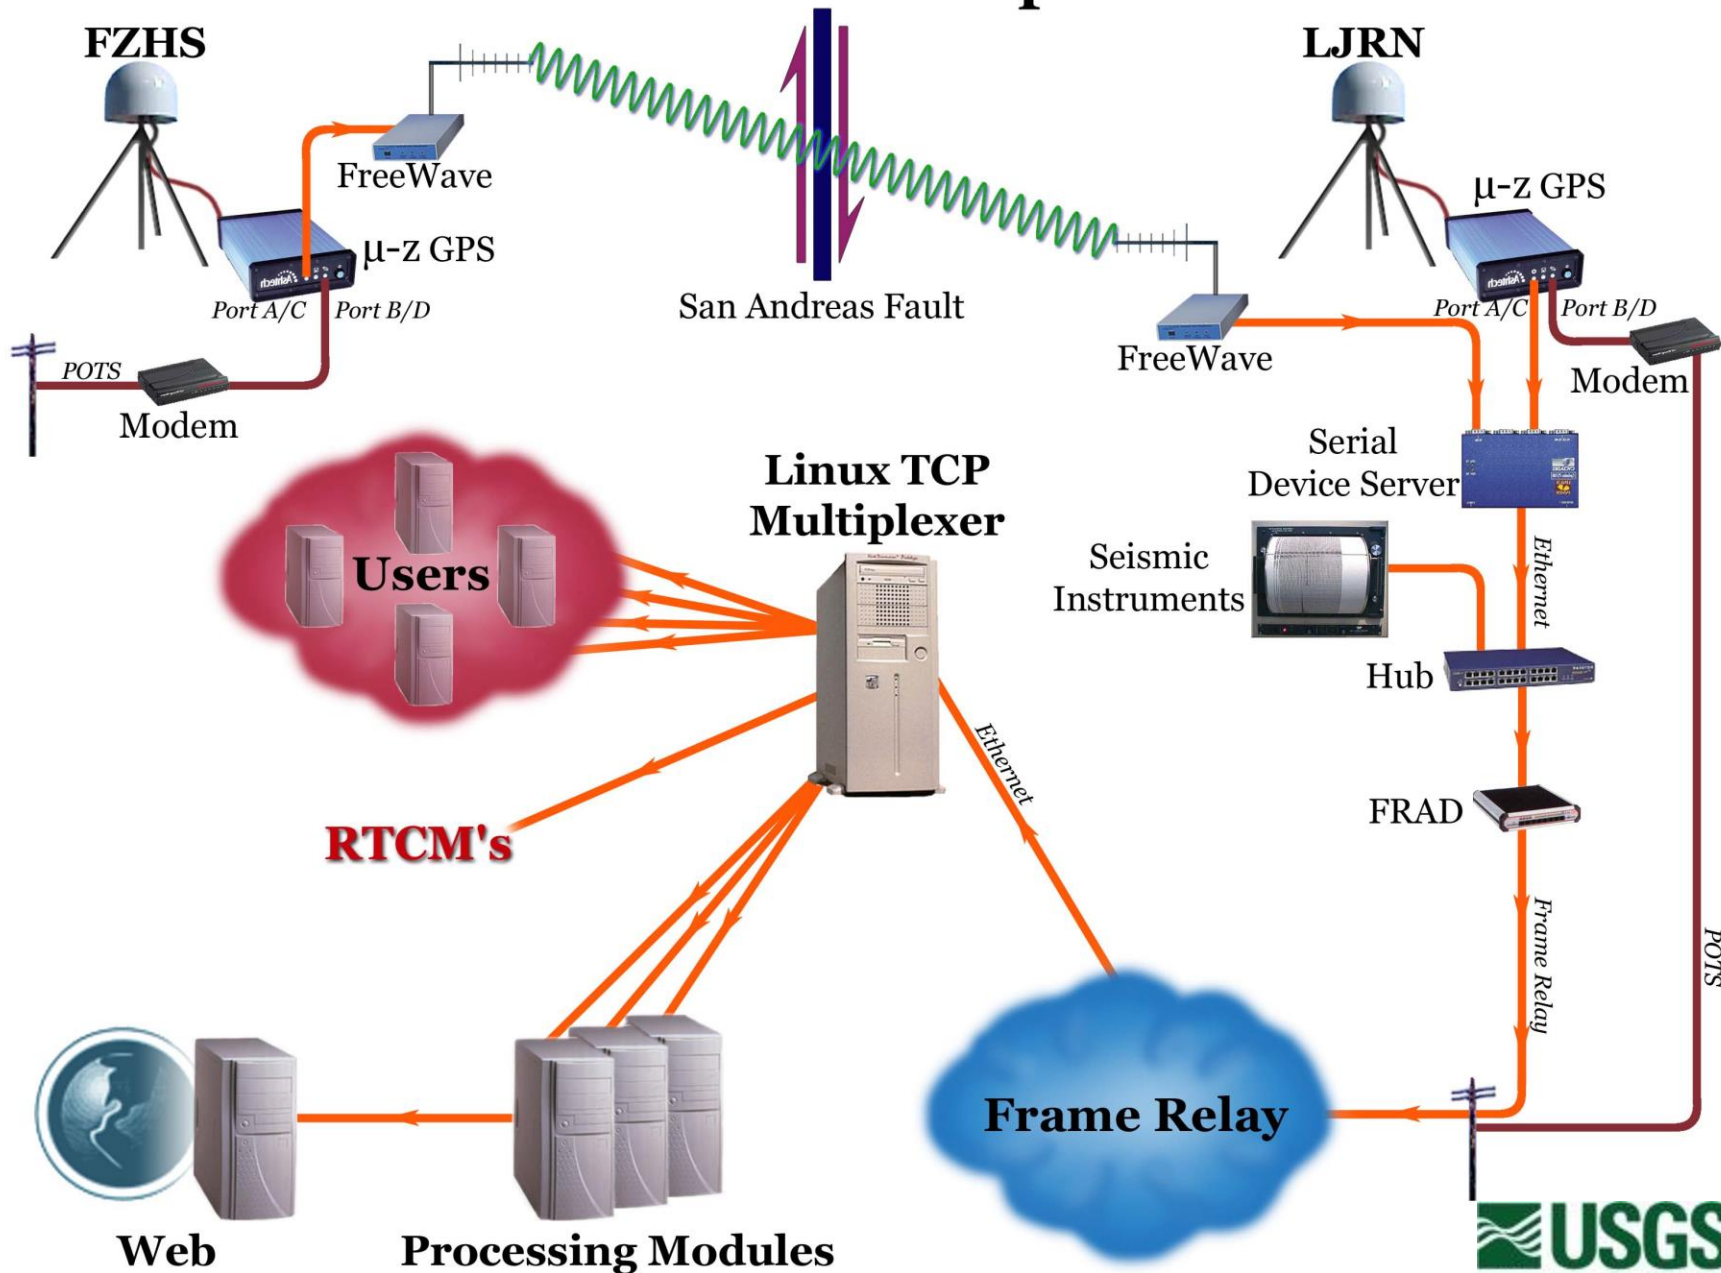 FZHS
LJRN
FreeWave
μ-z GPS
μ-z GPS
Port A/C
Port B/D
San Andreas Fault
Port A/C
Port B/D
FreeWave
POTS
Modem
Modem
Linux TCP
Multiplexer
Serial
Device Server
Users
Seismic
Instruments
Ethernet
Hub
Ethernet
FRAD
RTCM's
Frame Relay
POTS
Frame Relay
Web
Processing Modules
USGS